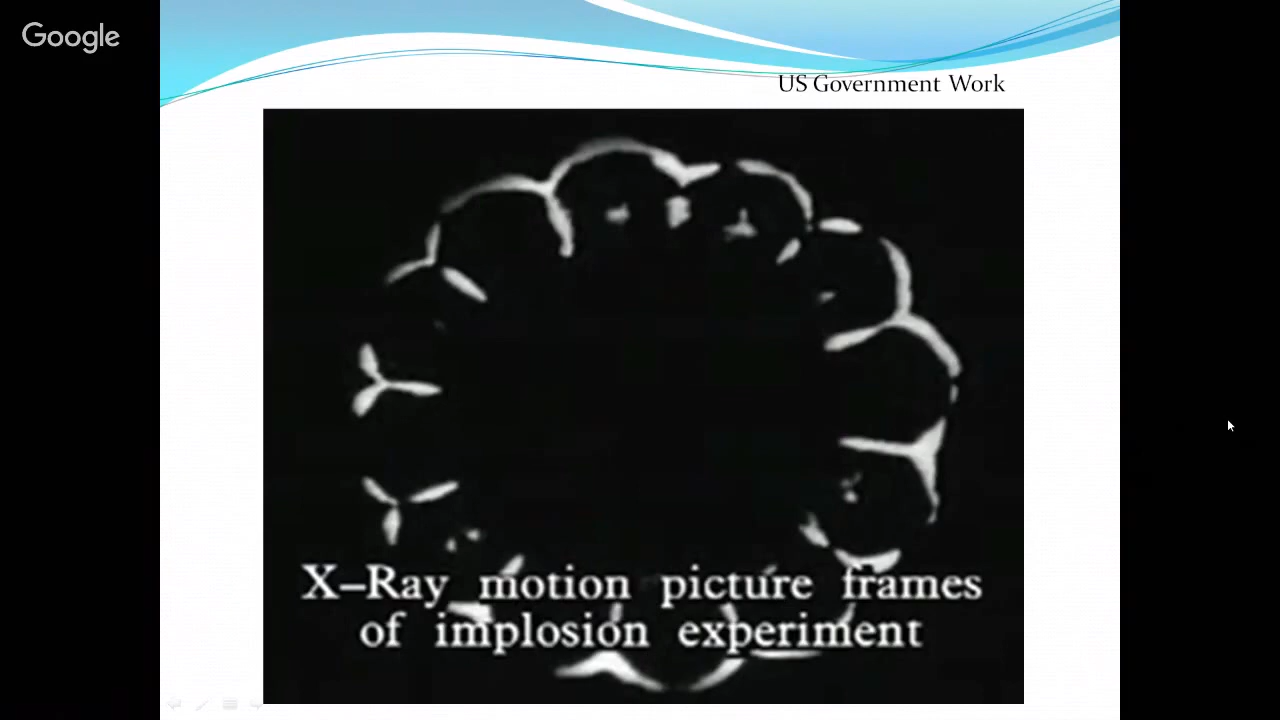 Google
US Government Work
X–Ray motion picture frames
of implosion experiment